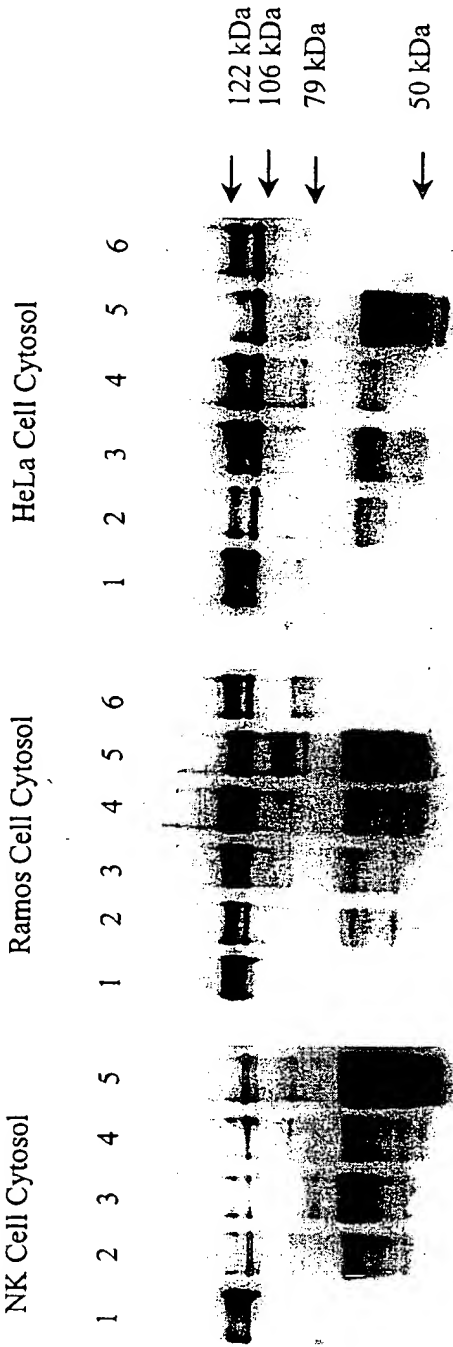 NK Cell Cytosol
1 2 3 4 5
Ramos Cell Cytosol
1 2 3 4 5 6
HeLa Cell Cytosol
1 2 3 4 5 6
122 kDa
106 kDa
79 kDa
50 kDa